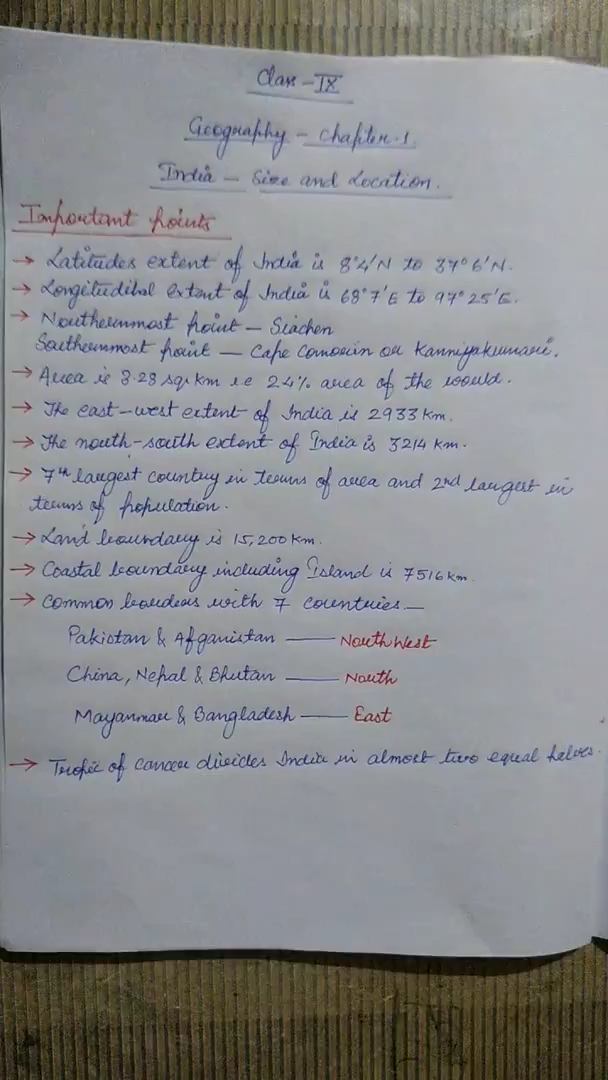 Class - IX
Geography - Chapter-1
India - Size and Location.
Important points
→ Latitudes extent of India is 8°4'N to 37°6'N.
→ Longitudibal extent of India is 68°7'E to 97°25'E.
→ Northernmost point - Siachen
Southernmost point - Cape Comorin or Kanniyakumari.
→ Area is 3.28 sq. km i.e 2.4% area of the would.
→ The east-west extent of India is 2933 km.
→ The north-south extent of India is 3214 km.
→ 7th largest country in terms of area and 2nd largest in
terms of population.
→ Land boundary is 15,200 km.
→ Coastal boundary including Island is 7516 km.
→ Common borders with 7 countries—
Pakistan & Afganistan — North West
China, Nepal & Bhutan — North
Mayanmar & Bangladesh — East
→ Tropic of cancer divides India in almost two equal halves.